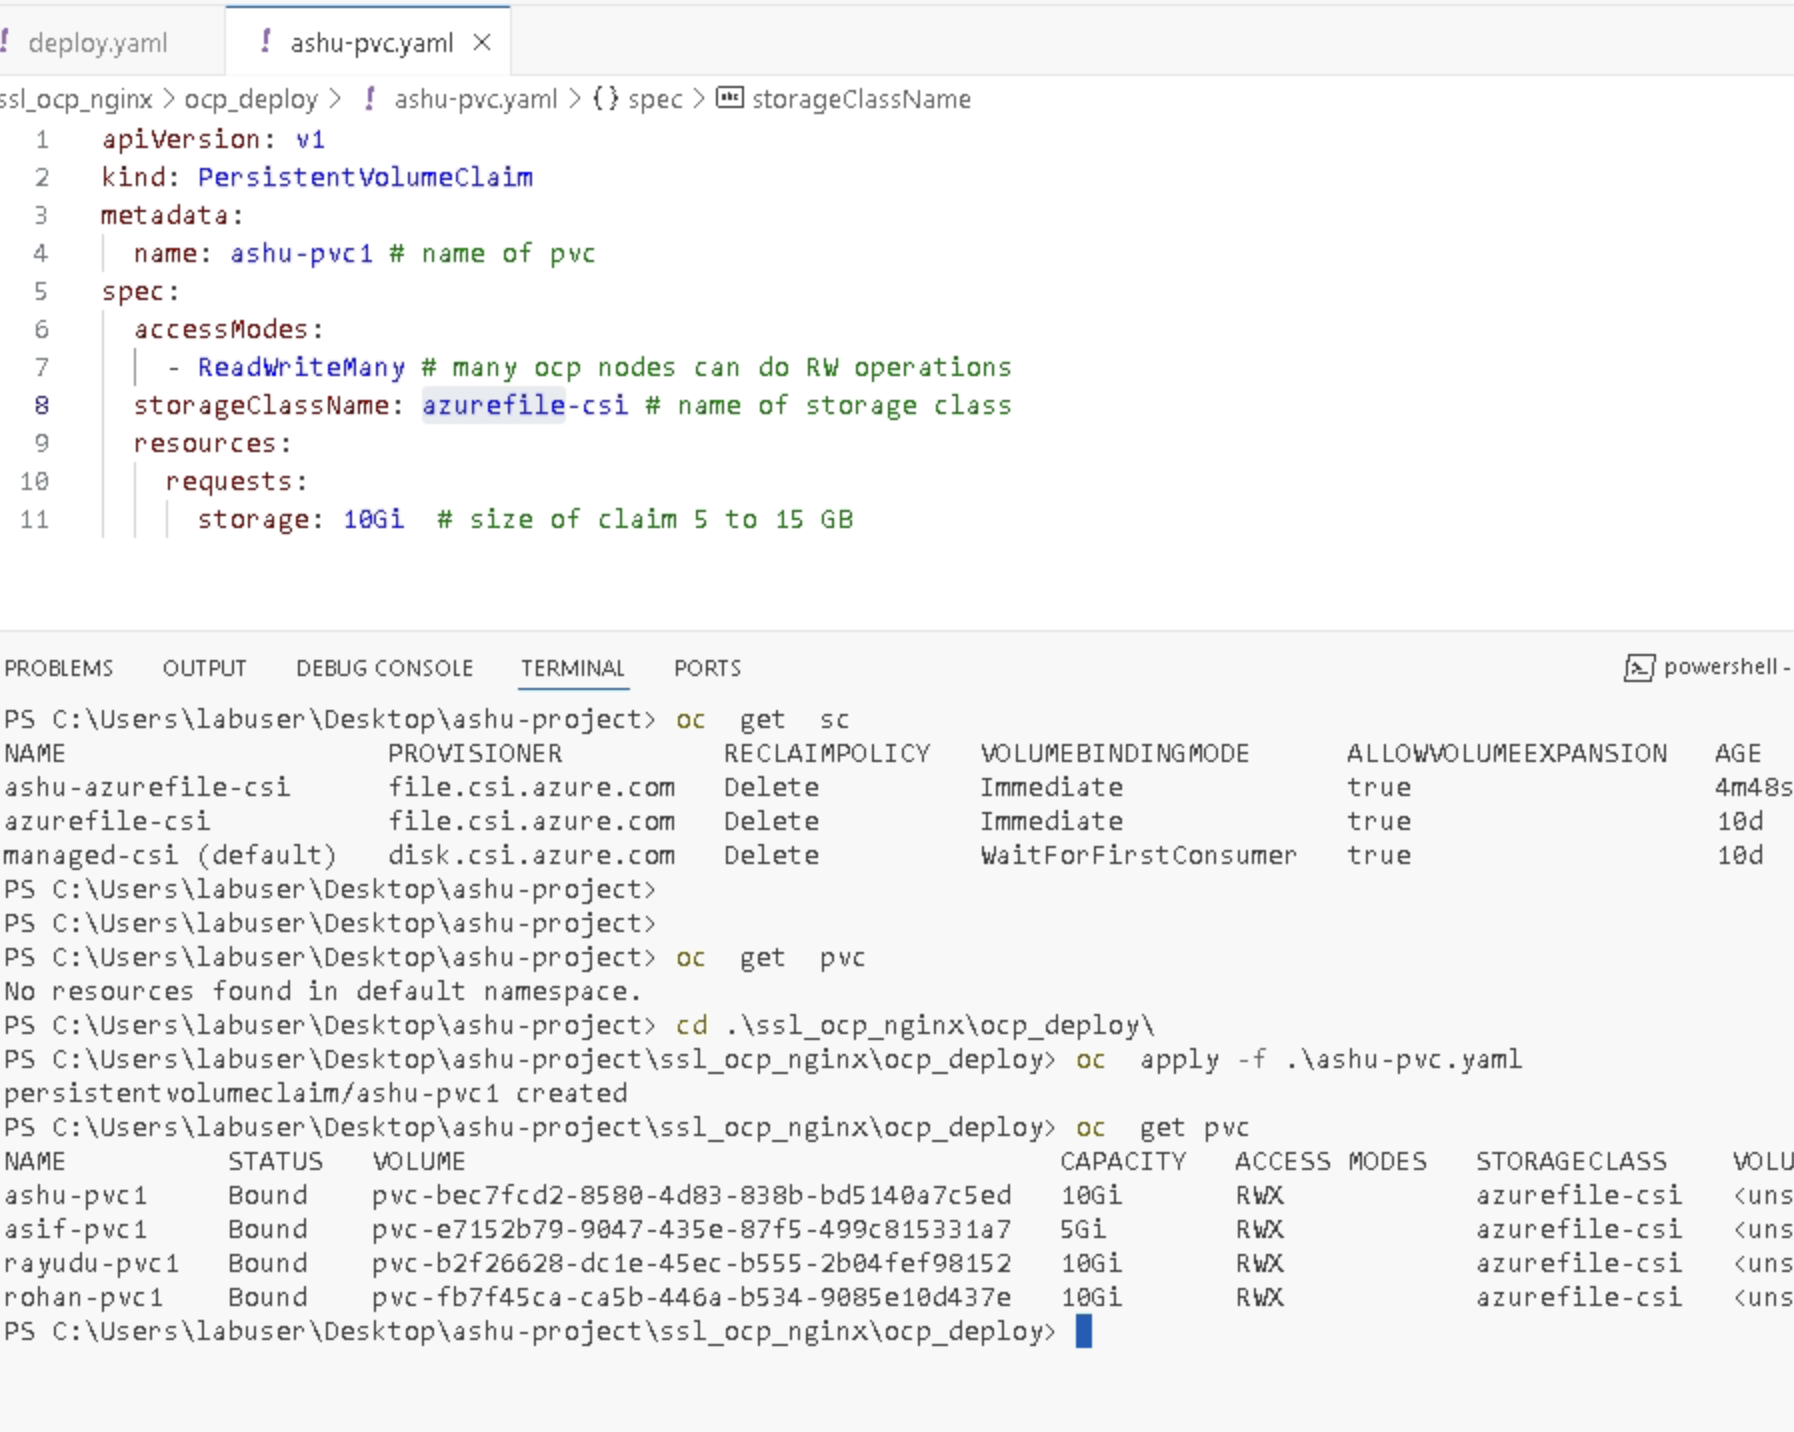 ! deploy.yaml ! ashu-pvc.yaml
ssl_ocp_nginx > ocp_deploy > ! ashu-pvc.yaml > {} spec > abc storageClassName
1 apiVersion: v1
2 kind: PersistentVolumeClaim
3 metadata:
4 name: ashu-pvc1 # name of pvc
5 spec:
6 accessModes:
7 - ReadWriteMany # many ocp nodes can do RW operations
8 storageClassName: azurefile-csi # name of storage class
9 resources:
10 requests:
11 storage: 10Gi # size of claim 5 to 15 GB
PROBLEMS OUTPUT DEBUG CONSOLE TERMINAL PORTS powershell -
PS C:\Users\labuser\Desktop\ashu-project> oc get sc
NAME PROVISIONER RECLAIMPOLICY VOLUMEBINDINGMODE ALLOWVOLUMEEXPANSION AGE
ashu-azurefile-csi file.csi.azure.com Delete Immediate true 4m48s
azurefile-csi file.csi.azure.com Delete Immediate true 10d
managed-csi (default) disk.csi.azure.com Delete WaitForFirstConsumer true 10d
PS C:\Users\labuser\Desktop\ashu-project>
PS C:\Users\labuser\Desktop\ashu-project>
PS C:\Users\labuser\Desktop\ashu-project> oc get pvc
No resources found in default namespace.
PS C:\Users\labuser\Desktop\ashu-project> cd .\ssl_ocp_nginx\ocp_deploy\
PS C:\Users\labuser\Desktop\ashu-project\ssl_ocp_nginx\ocp_deploy> oc apply -f .\ashu-pvc.yaml
persistentvolumeclaim/ashu-pvc1 created
PS C:\Users\labuser\Desktop\ashu-project\ssl_ocp_nginx\ocp_deploy> oc get pvc
NAME STATUS VOLUME CAPACITY ACCESS MODES STORAGECLASS VOLU
ashu-pvc1 Bound pvc-bec7fcd2-8580-4d83-838b-bd5140a7c5ed 10Gi RWX azurefile-csi <uns
asif-pvc1 Bound pvc-e7152b79-9047-435e-87f5-499c815331a7 5Gi RWX azurefile-csi <uns
rayudu-pvc1 Bound pvc-b2f26628-dc1e-45ec-b555-2b04fef98152 10Gi RWX azurefile-csi <uns
rohan-pvc1 Bound pvc-fb7f45ca-ca5b-446a-b534-9085e10d437e 10Gi RWX azurefile-csi <uns
PS C:\Users\labuser\Desktop\ashu-project\ssl_ocp_nginx\ocp_deploy>